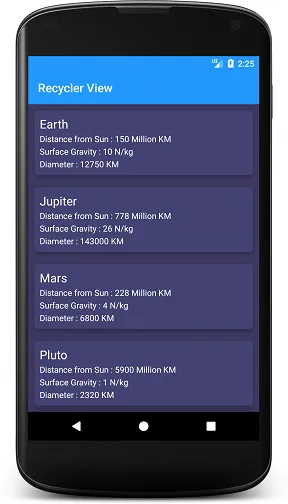 2:25
Recycler View
Earth
Distance from Sun : 150 Million KM
Surface Gravity : 10 N/kg
Diameter : 12750 KM
Jupiter
Distance from Sun : 778 Million KM
Surface Gravity : 26 N/kg
Diameter : 143000 KM
Mars
Distance from Sun : 228 Million KM
Surface Gravity : 4 N/kg
Diameter : 6800 KM
Pluto
Distance from Sun : 5900 Million KM
Surface Gravity : 1 N/kg
Diameter : 2320 KM